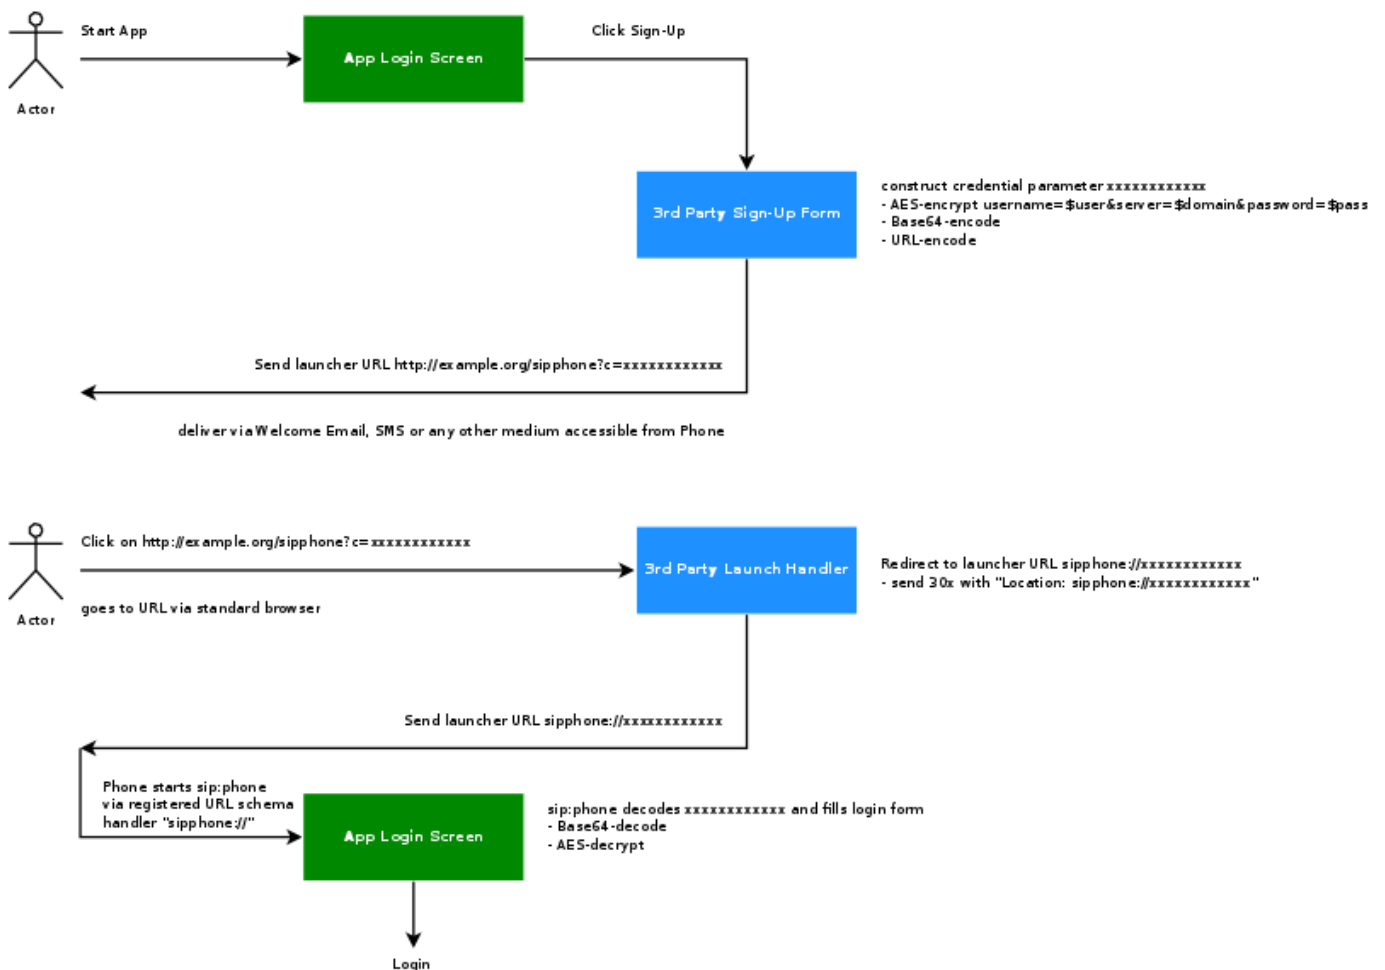 Start App
Click Sign-Up
App Login Screen
Actor
3rd Party Sign-Up Form
construct credential parameter xxxxxxxxxxxx
- AES-encrypt username=$user&server=$domain&password=$pass
- Base64-encode
- URL-encode
Send launcher URL http://example.org/sipphone?c=xxxxxxxxxxxx
deliver via Welcome Email, SMS or any other medium accessible from Phone
Click on http://example.org/sipphone?c=xxxxxxxxxxxx
3rd Party Launch Handler
Redirect to launcher URL sipphone://xxxxxxxxxxxx
- send 30x with "Location: sipphone://xxxxxxxxxxxx"
goes to URL via standard browser
Actor
Send launcher URL sipphone://xxxxxxxxxxxx
Phone starts sip:phone
via registered URL schema
handler "sipphone://"
App Login Screen
sip:phone decodes xxxxxxxxxxxx and fills login form
- Base64-decode
- AES-decrypt
Login